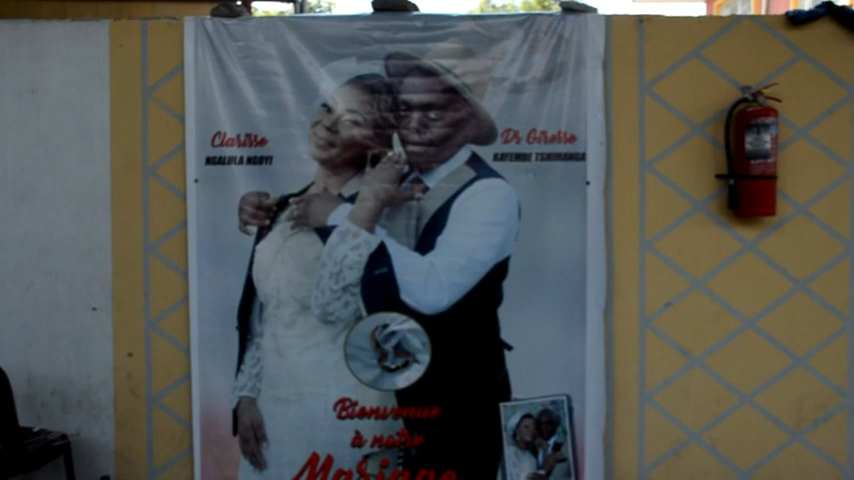 Clarisse
NGALULA NGOYI
Dr Giresse
KAYEMBE TSHIMANGA
Bienvenue
à notre
Mariage